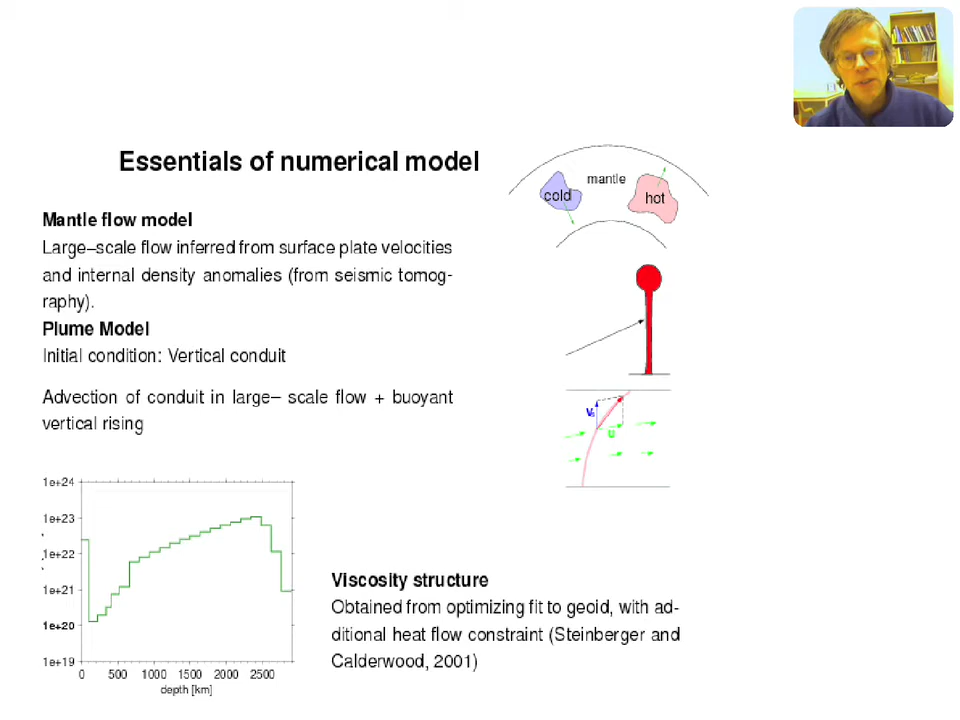 Essentials of numerical model
mantle
cold
hot
Mantle flow model
Large–scale flow inferred from surface plate velocities
and internal density anomalies (from seismic tomog-
raphy).
Plume Model
Initial condition: Vertical conduit
Advection of conduit in large– scale flow + buoyant
vertical rising
vs
u
1e+24
1e+23
1e+22
1e+21
1e+20
1e+19
0 500 1000 1500 2000 2500
depth [km]
Viscosity structure
Obtained from optimizing fit to geoid, with ad-
ditional heat flow constraint (Steinberger and
Calderwood, 2001)